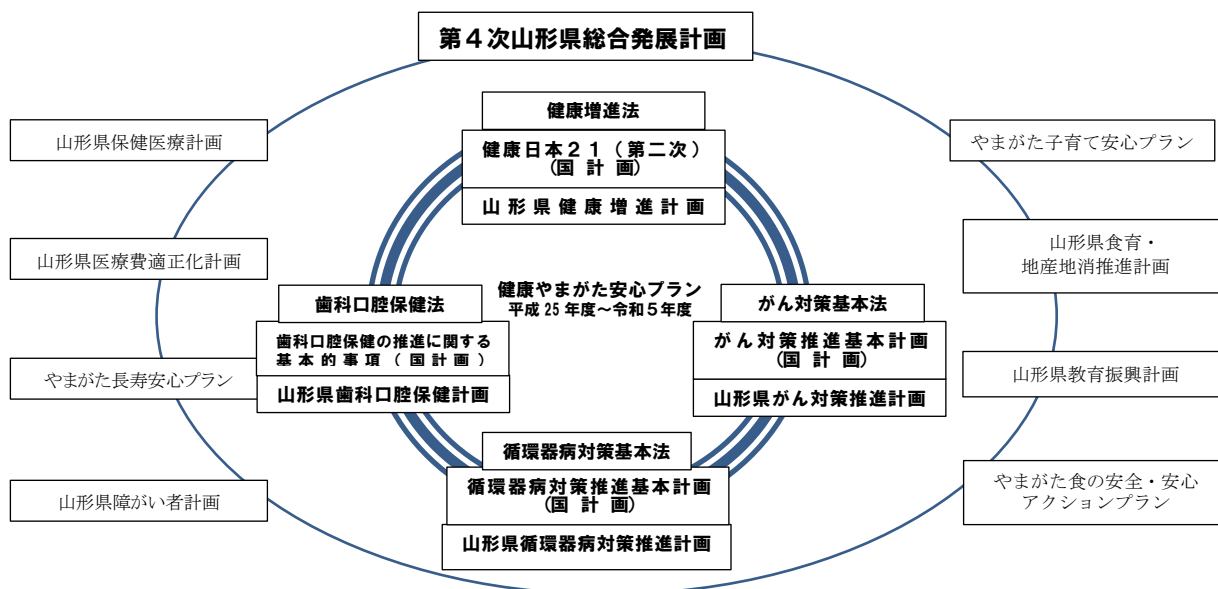 第４次山形県総合発展計画
健康増進法
健康日本２１（第二次）
(国 計 画)
山形県健康増進計画
山形県保健医療計画
山形県医療費適正化計画
やまがた長寿安心プラン
山形県障がい者計画
健康やまがた安心プラン
平成 25 年度～令和５年度
歯科口腔保健法
歯科口腔保健の推進に関する
基本的事項（国計画）
山形県歯科口腔保健計画
がん対策基本法
がん対策推進基本計画
(国 計 画)
山形県がん対策推進計画
循環器病対策基本法
循環器病対策推進基本計画
(国 計 画)
山形県循環器病対策推進計画
やまがた子育て安心プラン
山形県食育・
地産地消推進計画
山形県教育振興計画
やまがた食の安全・安心
アクションプラン